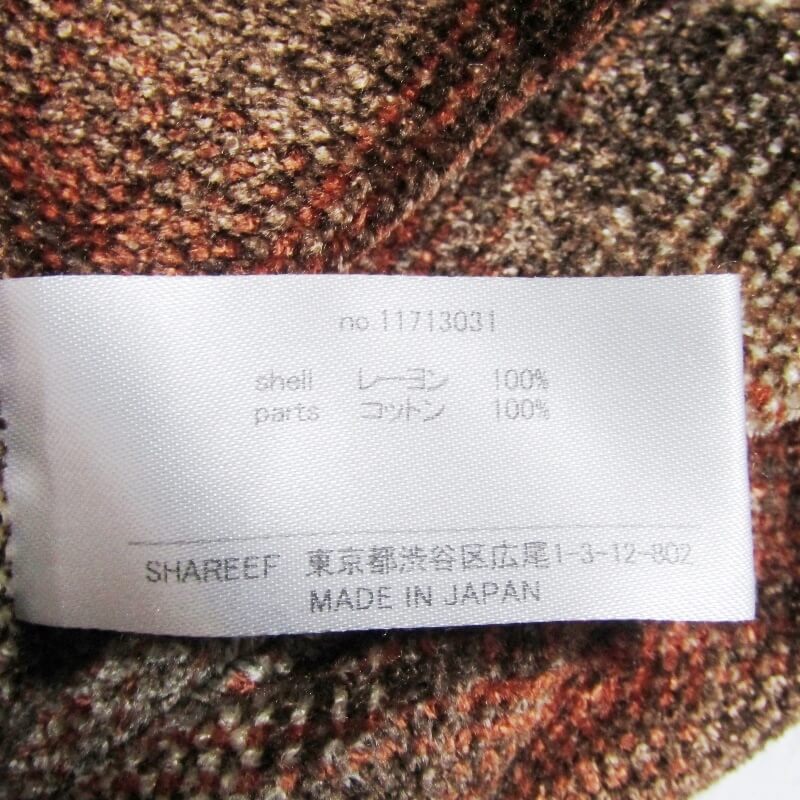 no.11713031
shell レーヨン 100%
parts コットン 100%
SHAREEF 東京都渋谷区広尾1-3-12-802
MADE IN JAPAN